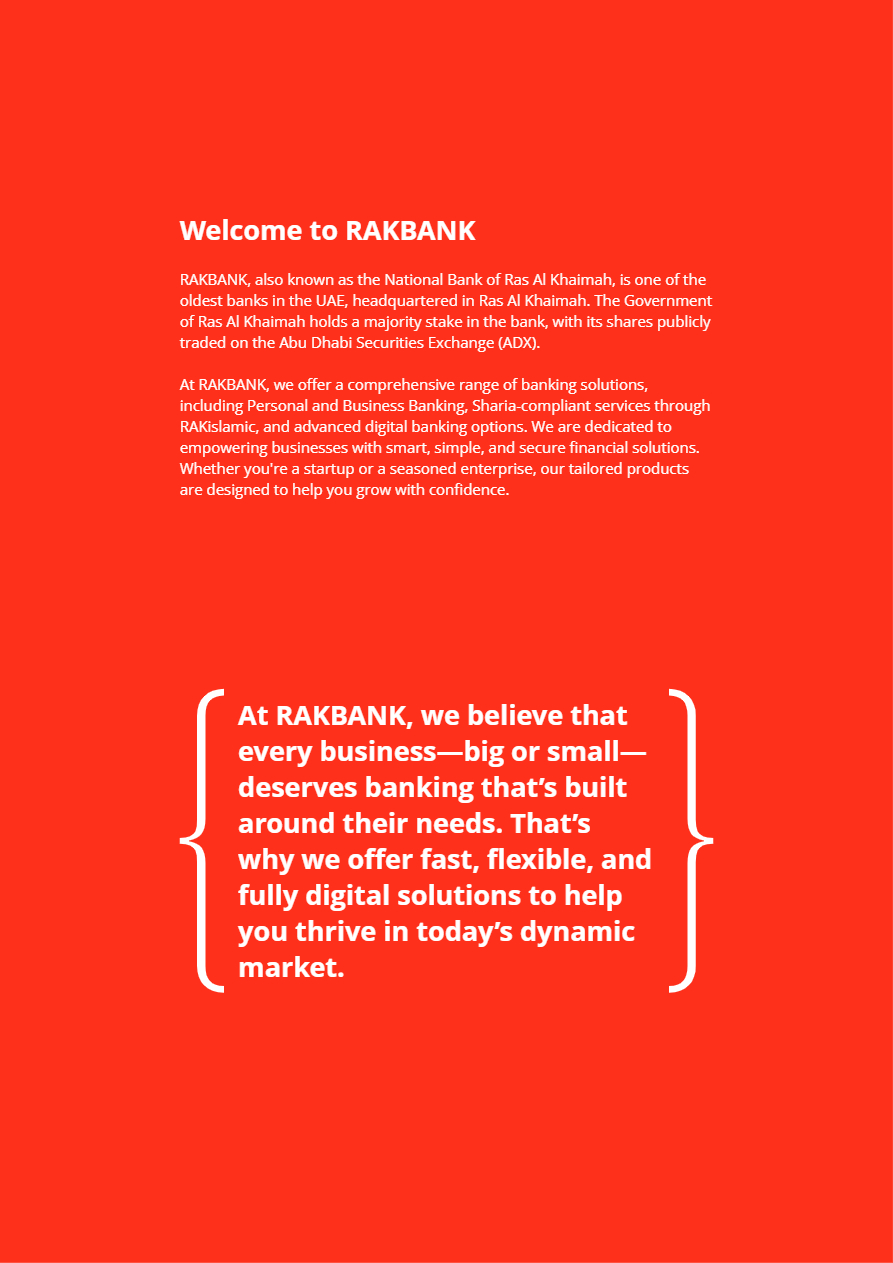 Welcome to RAKBANK
RAKBANK, also known as the National Bank of Ras Al Khaimah, is one of the
oldest banks in the UAE, headquartered in Ras Al Khaimah. The Government
of Ras Al Khaimah holds a majority stake in the bank, with its shares publicly
traded on the Abu Dhabi Securities Exchange (ADX).
At RAKBANK, we offer a comprehensive range of banking solutions,
including Personal and Business Banking, Sharia-compliant services through
RAKislamic, and advanced digital banking options. We are dedicated to
empowering businesses with smart, simple, and secure financial solutions.
Whether you're a startup or a seasoned enterprise, our tailored products
are designed to help you grow with confidence.
At RAKBANK, we believe that
every business—big or small—
deserves banking that’s built
around their needs. That’s
why we offer fast, flexible, and
fully digital solutions to help
you thrive in today’s dynamic
market.